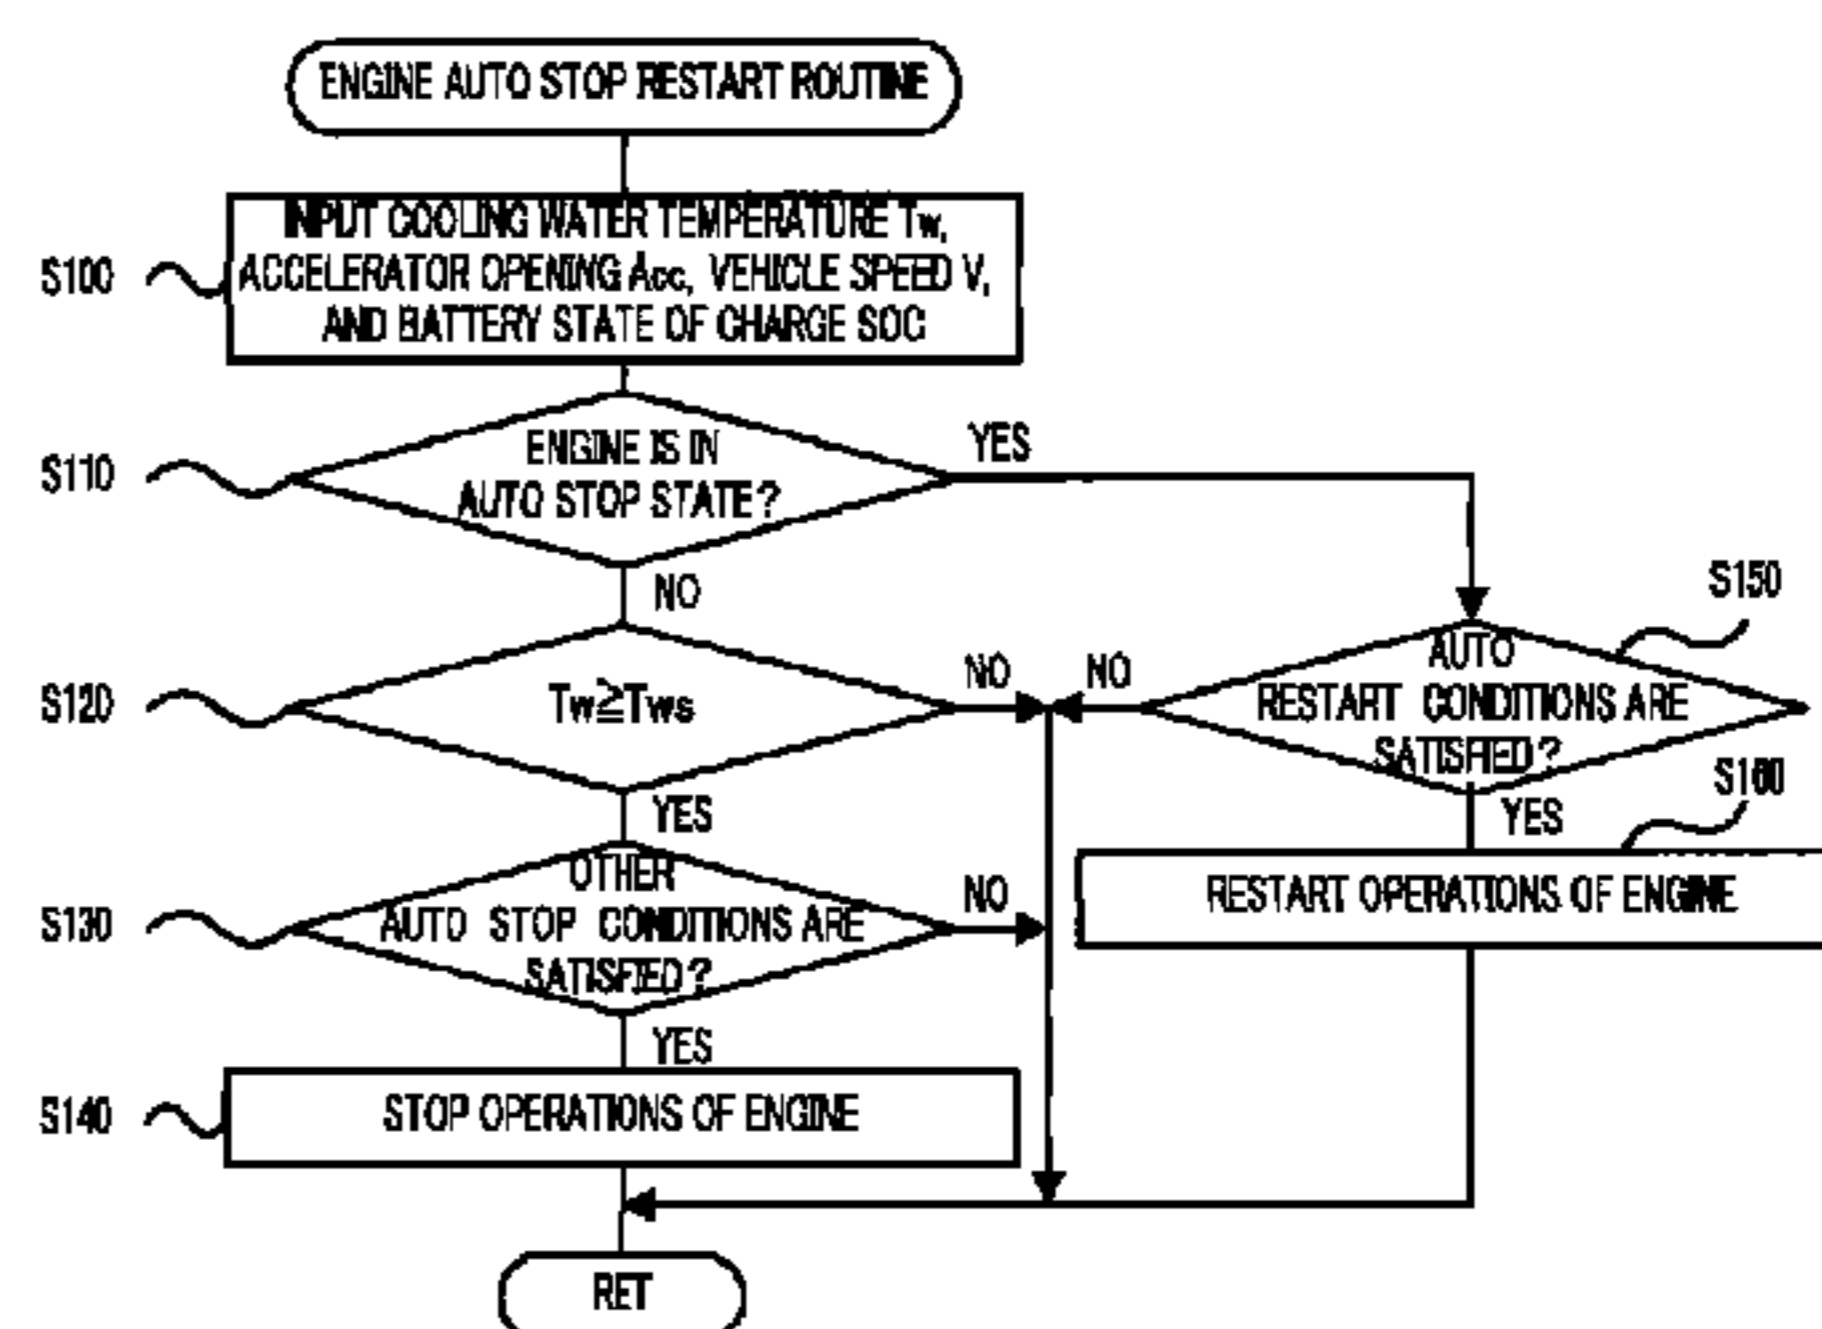 ENGINE AUTO STOP RESTART ROUTINE
S100
INPUT COOLING WATER TEMPERATURE Tw,
ACCELERATOR OPENING Acc, VEHICLE SPEED V,
AND BATTERY STATE OF CHARGE SOC
S110
ENGINE IS IN
AUTO STOP STATE?
YES
NO
S120
Tw≧Tws
NO
YES
NO
S150
AUTO
RESTART CONDITIONS ARE
SATISFIED?
YES
S160
RESTART OPERATIONS OF ENGINE
S130
OTHER
AUTO STOP CONDITIONS ARE
SATISFIED?
NO
YES
S140
STOP OPERATIONS OF ENGINE
RET